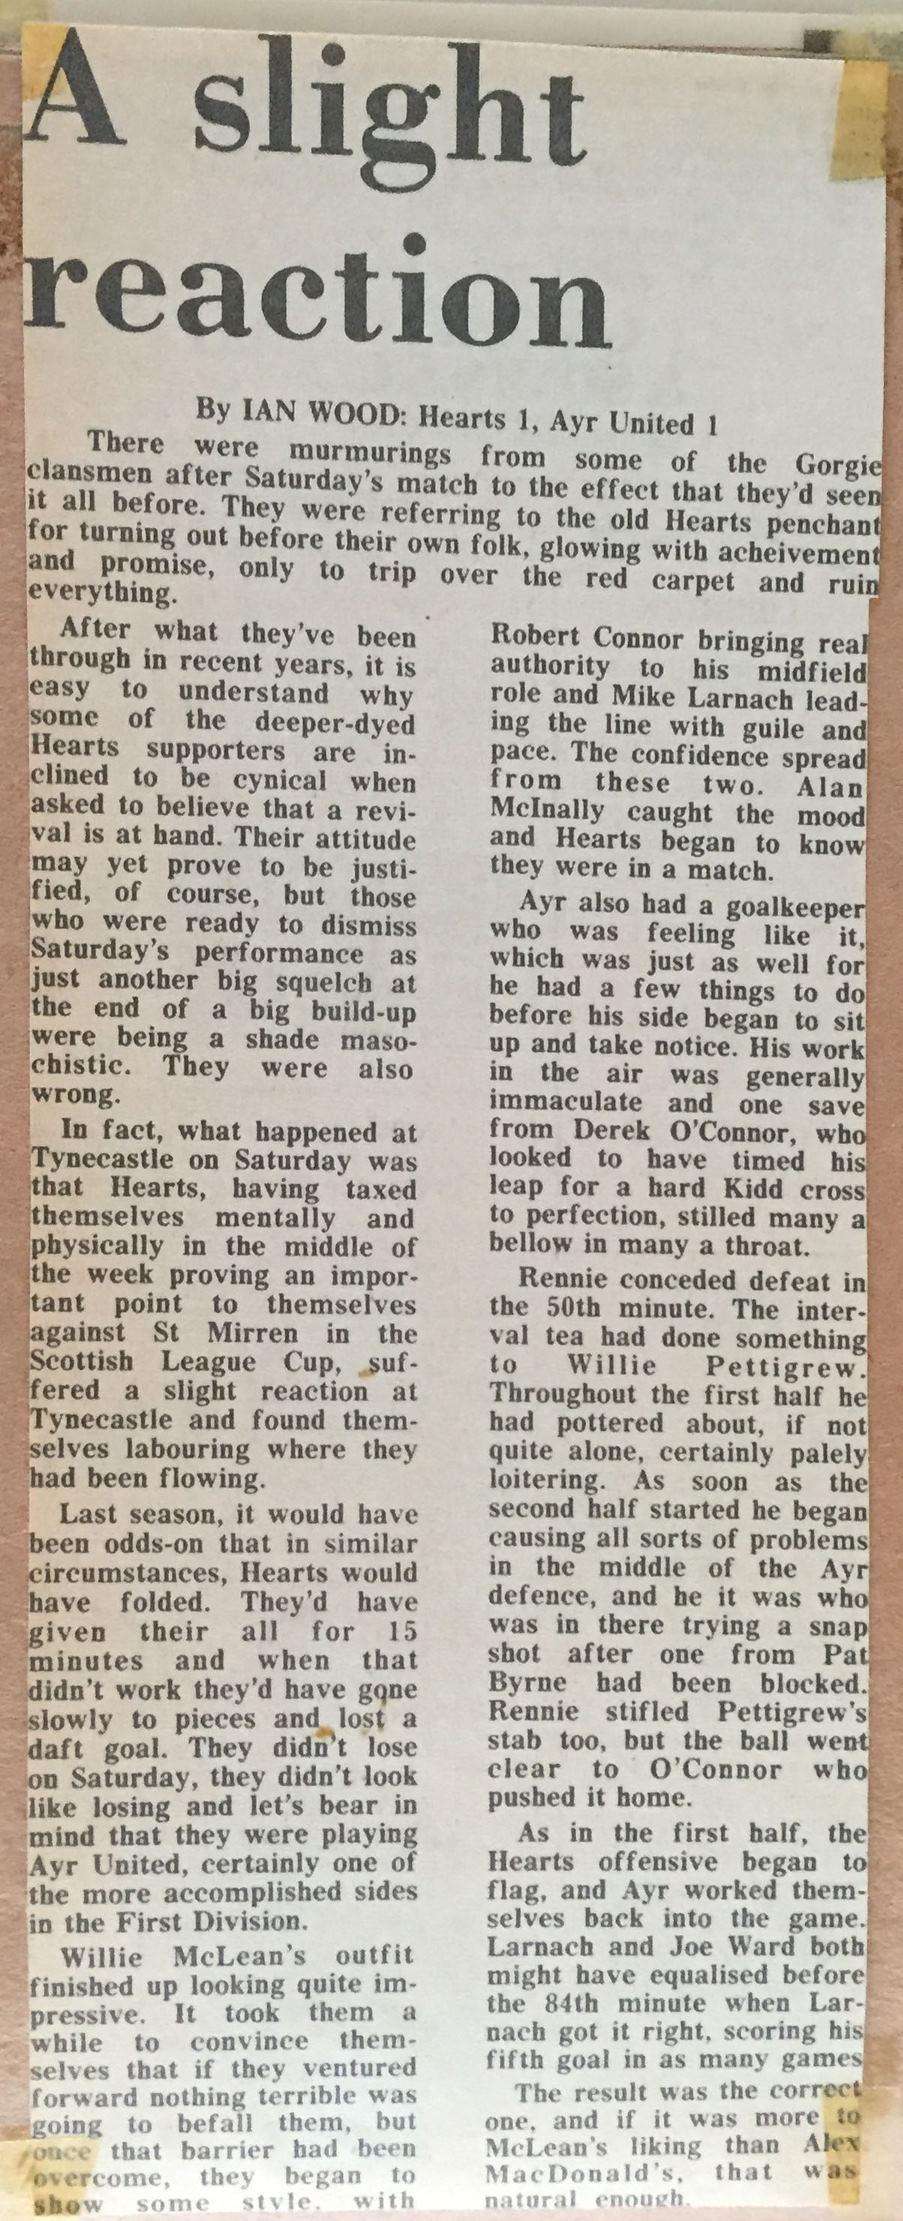 A slight
reaction
By IAN WOOD: Hearts 1, Ayr United 1
There were murmurings from some of the Gorgie
clansmen after Saturday's match to the effect that they'd seen
it all before. They were referring to the old Hearts penchant
for turning out before their own folk, glowing with acheivement
and promise, only to trip over the red carpet and ruin
everything.
After what they've been
through in recent years, it is
easy to understand why
some of the deeper-dyed
Hearts supporters are in-
clined to be cynical when
asked to believe that a revi-
val is at hand. Their attitude
may yet prove to be justi-
fied, of course, but those
who were ready to dismiss
Saturday's performance as
just another big squelch at
the end of a big build-up
were being a shade maso-
chistic. They were also
wrong.
In fact, what happened at
Tynecastle on Saturday was
that Hearts, having taxed
themselves mentally and
physically in the middle of
the week proving an impor-
tant point to themselves
against St Mirren in the
Scottish League Cup, suf-
fered a slight reaction at
Tynecastle and found them-
selves labouring where they
had been flowing.
Last season, it would have
been odds-on that in similar
circumstances, Hearts would
have folded. They'd have
given their all for 15
minutes and when that
didn't work they'd have gone
slowly to pieces and lost a
daft goal. They didn't lose
on Saturday, they didn't look
like losing and let's bear in
mind that they were playing
Ayr United, certainly one of
the more accomplished sides
in the First Division.
Willie McLean's outfit
finished up looking quite im-
pressive. It took them a
while to convince them-
selves that if they ventured
forward nothing terrible was
going to befall them, but
once that barrier had been
overcome, they began to
show some style, with
Robert Connor bringing real
authority to his midfield
role and Mike Larnach lead-
ing the line with guile and
pace. The confidence spread
from these two. Alan
McInally caught the mood
and Hearts began to know
they were in a match.
Ayr also had a goalkeeper
who was feeling like it,
which was just as well for
he had a few things to do
before his side began to sit
up and take notice. His work
in the air was generally
immaculate and one save
from Derek O'Connor, who
looked to have timed his
leap for a hard Kidd cross
to perfection, stilled many a
bellow in many a throat.
Rennie conceded defeat in
the 50th minute. The inter-
val tea had done something
to Willie Pettigrew.
Throughout the first half he
had pottered about, if not
quite alone, certainly palely
loitering. As soon as the
second half started he began
causing all sorts of problems
in the middle of the Ayr
defence, and he it was who
was in there trying a snap
shot after one from Pat
Byrne had been blocked.
Rennie stifled Pettigrew's
stab too, but the ball went
clear to O'Connor who
pushed it home.
As in the first half, the
Hearts offensive began to
flag, and Ayr worked them-
selves back into the game.
Larnach and Joe Ward both
might have equalised before
the 84th minute when Lar-
nach got it right, scoring his
fifth goal in as many games
The result was the correct
one, and if it was more to
McLean's liking than Alex
MacDonald's, that was
natural enough.